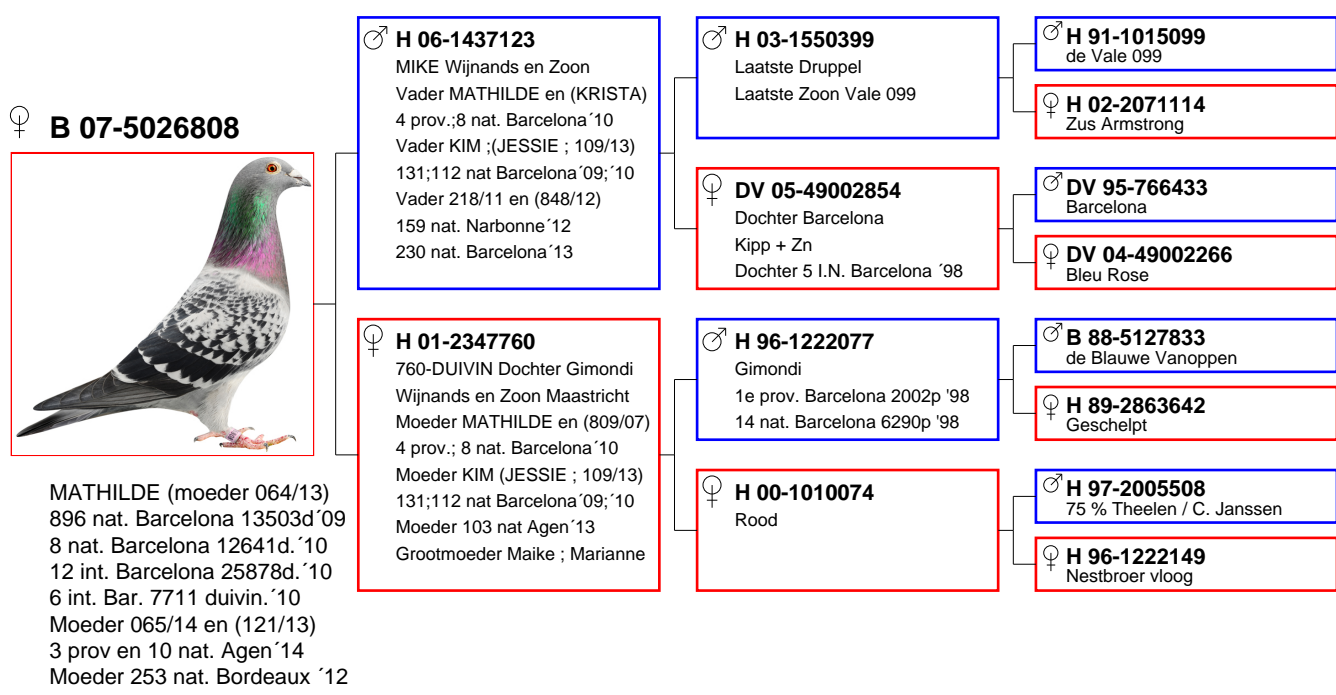 B 07-5026808
MATHILDE (moeder 064/13)
896 nat. Barcelona 13503d´09
8 nat. Barcelona 12641d.´10
12 int. Barcelona 25878d.´10
6 int. Bar. 7711 duivin.´10
Moeder 065/14 en (121/13)
3 prov en 10 nat. Agen´14
Moeder 253 nat. Bordeaux ´12
H 06-1437123
MIKE Wijnands en Zoon
Vader MATHILDE en (KRISTA)
4 prov.;8 nat. Barcelona´10
Vader KIM ;(JESSIE ; 109/13)
131;112 nat Barcelona´09;´10
Vader 218/11 en (848/12)
159 nat. Narbonne´12
230 nat. Barcelona´13
H 01-2347760
760-DUIVIN Dochter Gimondi
Wijnands en Zoon Maastricht
Moeder MATHILDE en (809/07)
4 prov.; 8 nat. Barcelona´10
Moeder KIM (JESSIE ; 109/13)
131;112 nat Barcelona´09;´10
Moeder 103 nat Agen´13
Grootmoeder Maike ; Marianne
H 03-1550399
Laatste Druppel
Laatste Zoon Vale 099
DV 05-49002854
Dochter Barcelona
Kipp + Zn
Dochter 5 I.N. Barcelona ´98
H 96-1222077
Gimondi
1e prov. Barcelona 2002p '98
14 nat. Barcelona 6290p '98
H 00-1010074
Rood
H 91-1015099
de Vale 099
H 02-2071114
Zus Armstrong
DV 95-766433
Barcelona
DV 04-49002266
Bleu Rose
B 88-5127833
de Blauwe Vanoppen
H 89-2863642
Geschelpt
H 97-2005508
75 % Theelen / C. Janssen
H 96-1222149
Nestbroer vloog